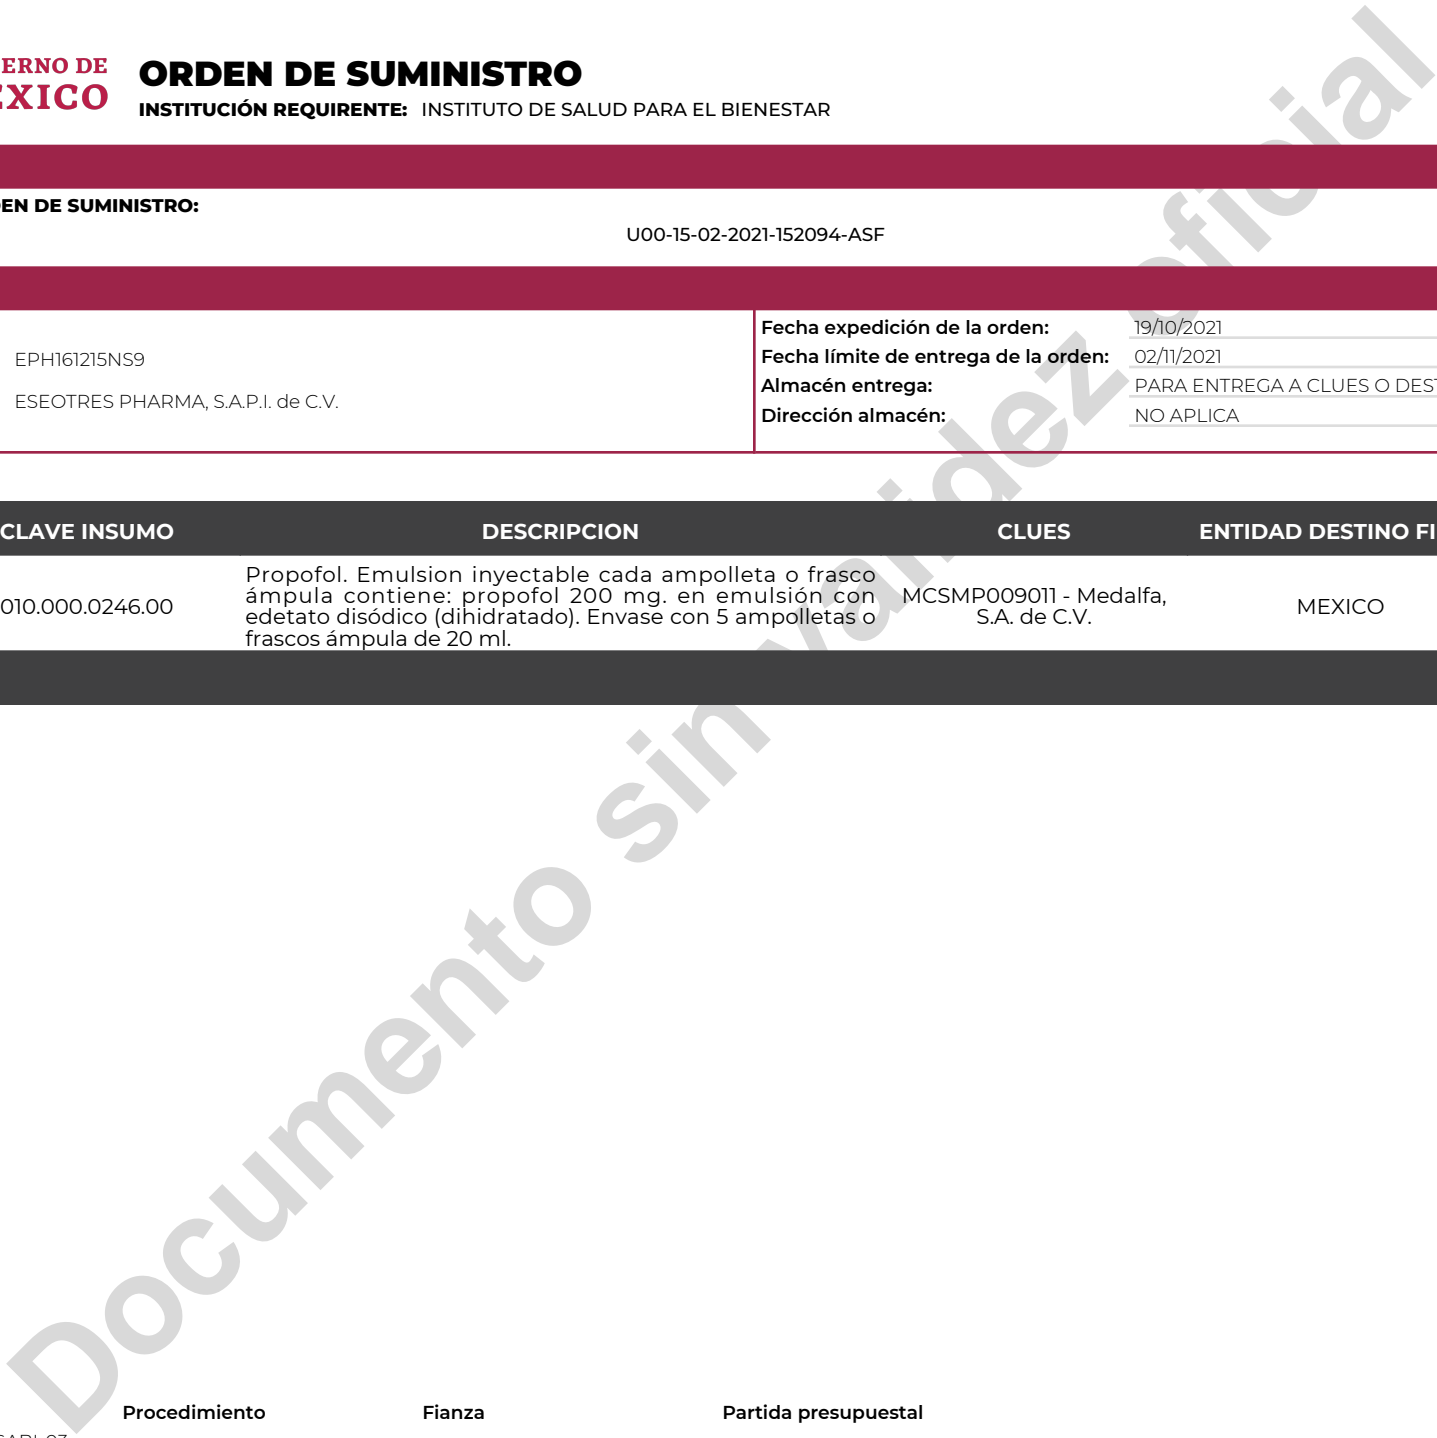 ERNO DE
EXICO
ORDEN DE SUMINISTRO
INSTITUCIÓN REQUIRENTE: INSTITUTO DE SALUD PARA EL BIENESTAR
EN DE SUMINISTRO:
U00-15-02-2021-152094-ASF
EPH161215NS9
ESEOTRES PHARMA, S.A.P.I. de C.V.
Fecha expedición de la orden: 19/10/2021
Fecha límite de entrega de la orden: 02/11/2021
Almacén entrega: PARA ENTREGA A CLUES O DEST
Dirección almacén: NO APLICA
CLAVE INSUMO DESCRIPCION CLUES ENTIDAD DESTINO FI
010.000.0246.00
Propofol. Emulsion inyectable cada ampolleta o frasco
ámpula contiene: propofol 200 mg. en emulsión con
edetato disódico (dihidratado). Envase con 5 ampolletas o
frascos ámpula de 20 ml.
MCSMP009011 - Medalfa,
S.A. de C.V.
MEXICO
Documento sin validez oficial
Procedimiento Fianza Partida presupuestal